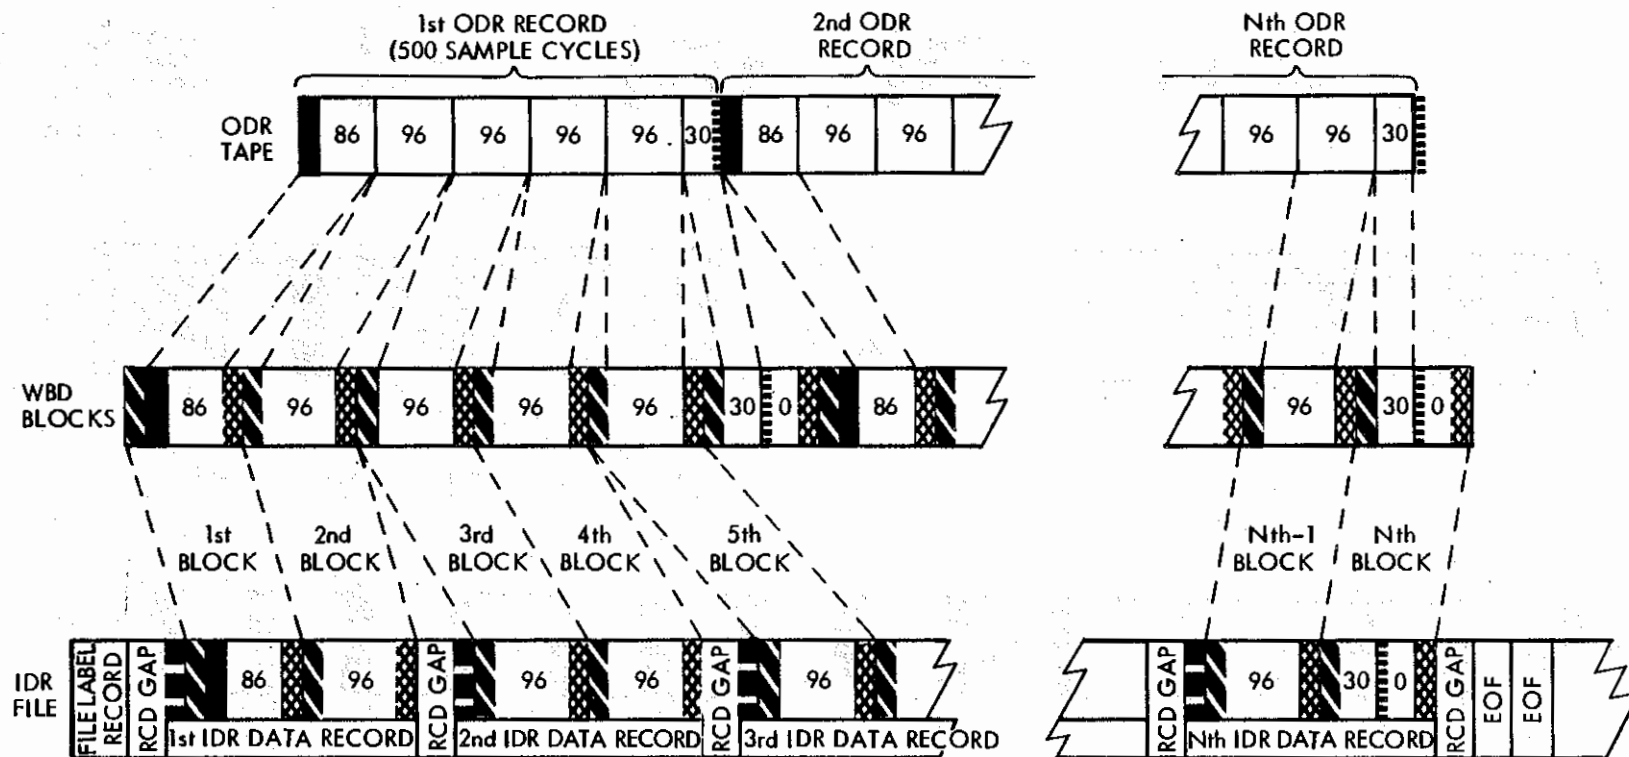 1st ODR RECORD
(500 SAMPLE CYCLES)
2nd ODR
RECORD
Nth ODR
RECORD
ODR
TAPE
86 96 96 96 96 30 86 96 96
96 96 30
WBD
BLOCKS
86 96 96 96 96 30 0 86
96 30 0
1st
BLOCK
2nd
BLOCK
3rd
BLOCK
4th
BLOCK
5th
BLOCK
Nth-1
BLOCK
Nth
BLOCK
IDR
FILE
FILE LABEL
RECORD
RCD GAP
86 96
1st IDR DATA RECORD
RCD GAP
96 96
2nd IDR DATA RECORD
RCD GAP
96
3rd IDR DATA RECORD
RCD GAP
96 30 0
Nth IDR DATA RECORD
RCD GAP
EOF
EOF